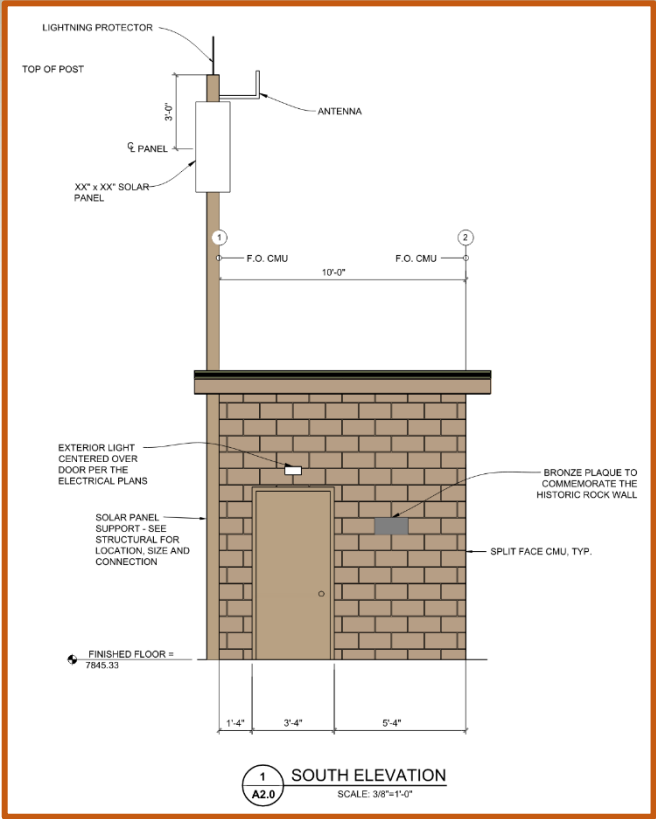 LIGHTNING PROTECTOR
TOP OF POST
3'-0"
ANTENNA
℄ PANEL
XX" x XX" SOLAR
PANEL
1
2
F.O. CMU
F.O. CMU
10'-0"
EXTERIOR LIGHT
CENTERED OVER
DOOR PER THE
ELECTRICAL PLANS
BRONZE PLAQUE TO
COMMEMORATE THE
HISTORIC ROCK WALL
SOLAR PANEL
SUPPORT - SEE
STRUCTURAL FOR
LOCATION, SIZE AND
CONNECTION
SPLIT FACE CMU, TYP.
FINISHED FLOOR =
7845.33
1'-4"
3'-4"
5'-4"
1
A2.0
SOUTH ELEVATION
SCALE: 3/8"=1'-0"